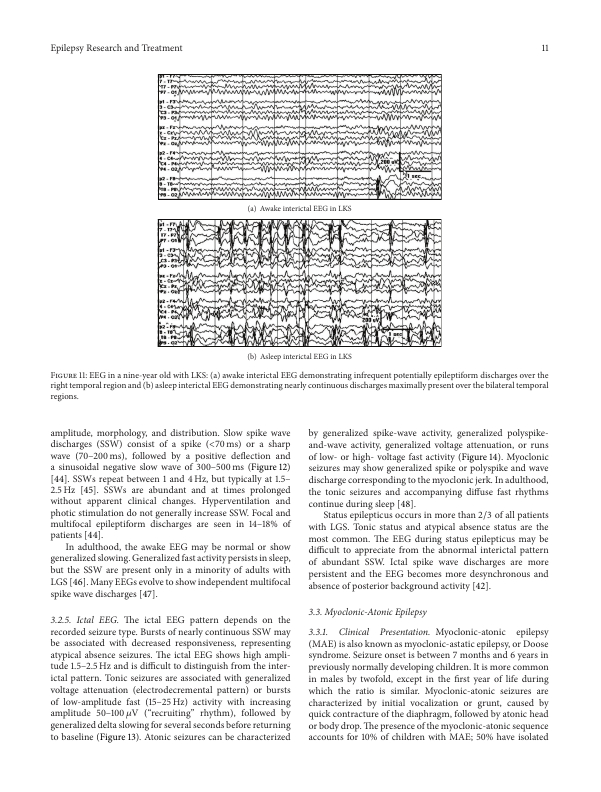 Epilepsy Research and Treatment
11
200 uV
1 sec
(a) Awake interictal EEG in LKS
200 uV
1 sec
(b) Asleep interictal EEG in LKS
Figure 11: EEG in a nine-year old with LKS: (a) awake interictal EEG demonstrating infrequent potentially epileptiform discharges over the
right temporal region and (b) asleep interictal EEG demonstrating nearly continuous discharges maximally present over the bilateral temporal
regions.
amplitude, morphology, and distribution. Slow spike wave
discharges (SSW) consist of a spike (<70 ms) or a sharp
wave (70–200 ms), followed by a positive deflection and
a sinusoidal negative slow wave of 300–500 ms (Figure 12)
[44]. SSWs repeat between 1 and 4 Hz, but typically at 1.5–
2.5 Hz [45]. SSWs are abundant and at times prolonged
without apparent clinical changes. Hyperventilation and
photic stimulation do not generally increase SSW. Focal and
multifocal epileptiform discharges are seen in 14–18% of
patients [44].
In adulthood, the awake EEG may be normal or show
generalized slowing. Generalized fast activity persists in sleep,
but the SSW are present only in a minority of adults with
LGS [46]. Many EEGs evolve to show independent multifocal
spike wave discharges [47].
3.2.5. Ictal EEG. The ictal EEG pattern depends on the
recorded seizure type. Bursts of nearly continuous SSW may
be associated with decreased responsiveness, representing
atypical absence seizures. The ictal EEG shows high ampli-
tude 1.5–2.5 Hz and is difficult to distinguish from the inter-
ictal pattern. Tonic seizures are associated with generalized
voltage attenuation (electrodecremental pattern) or bursts
of low-amplitude fast (15–25 Hz) activity with increasing
amplitude 50–100 μV (“recruiting” rhythm), followed by
generalized delta slowing for several seconds before returning
to baseline (Figure 13). Atonic seizures can be characterized
by generalized spike-wave activity, generalized polyspike-
and-wave activity, generalized voltage attenuation, or runs
of low- or high- voltage fast activity (Figure 14). Myoclonic
seizures may show generalized spike or polyspike and wave
discharge corresponding to the myoclonic jerk. In adulthood,
the tonic seizures and accompanying diffuse fast rhythms
continue during sleep [48].
Status epilepticus occurs in more than 2/3 of all patients
with LGS. Tonic status and atypical absence status are the
most common. The EEG during status epilepticus may be
difficult to appreciate from the abnormal interictal pattern
of abundant SSW. Ictal spike wave discharges are more
persistent and the EEG becomes more desynchronous and
absence of posterior background activity [42].
3.3. Myoclonic-Atonic Epilepsy
3.3.1. Clinical Presentation. Myoclonic-atonic epilepsy
(MAE) is also known as myoclonic-astatic epilepsy, or Doose
syndrome. Seizure onset is between 7 months and 6 years in
previously normally developing children. It is more common
in males by twofold, except in the first year of life during
which the ratio is similar. Myoclonic-atonic seizures are
characterized by initial vocalization or grunt, caused by
quick contracture of the diaphragm, followed by atonic head
or body drop. The presence of the myoclonic-atonic sequence
accounts for 10% of children with MAE; 50% have isolated